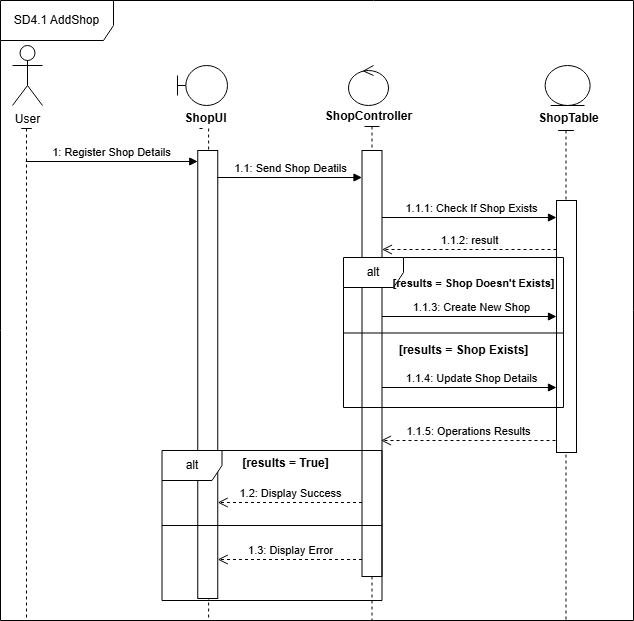 SD4.1 AddShop
User
ShopUI
ShopController
ShopTable
1: Register Shop Details
1.1: Send Shop Deatils
1.1.1: Check If Shop Exists
1.1.2: result
alt
[results = Shop Doesn't Exists]
1.1.3: Create New Shop
[results = Shop Exists]
1.1.4: Update Shop Details
1.1.5: Operations Results
alt
[results = True]
1.2: Display Success
1.3: Display Error